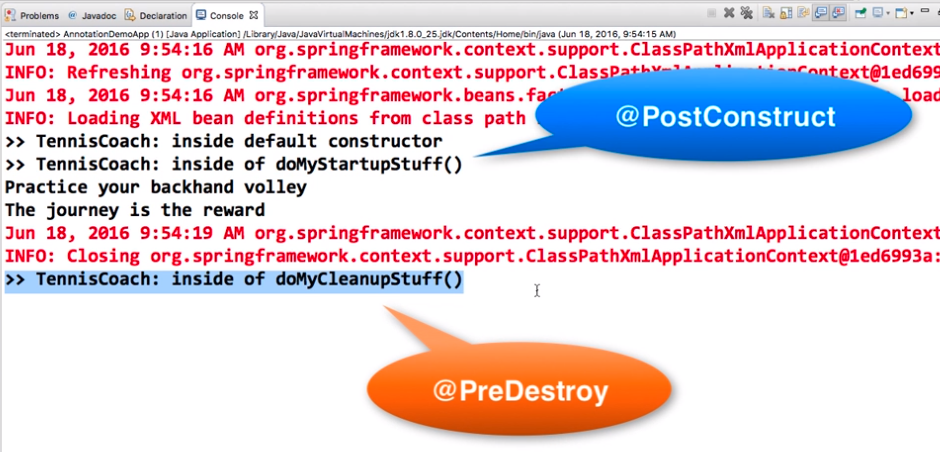 Problems @ Javadoc Declaration Console
<terminated> AnnotationDemoApp (1) [Java Application] /Library/Java/JavaVirtualMachines/jdk1.8.0_25.jdk/Contents/Home/bin/java (Jun 18, 2016, 9:54:15 AM)
Jun 18, 2016 9:54:16 AM org.springframework.context.support.ClassPathXmlApplicationContext
INFO: Refreshing org.springframework.context.support.ClassPathXmlApplicationContext@1ed69
Jun 18, 2016 9:54:16 AM org.springframework.beans.fac load
INFO: Loading XML bean definitions from class path
@PostConstruct
>> TennisCoach: inside default constructor
>> TennisCoach: inside of doMyStartupStuff()
Practice your backhand volley
The journey is the reward
Jun 18, 2016 9:54:19 AM org.springframework.context.support.ClassPathXmlApplicationContext
INFO: Closing org.springframework.context.support.ClassPathXmlApplicationContext@1ed6993a:
>> TennisCoach: inside of doMyCleanupStuff()
@PreDestroy